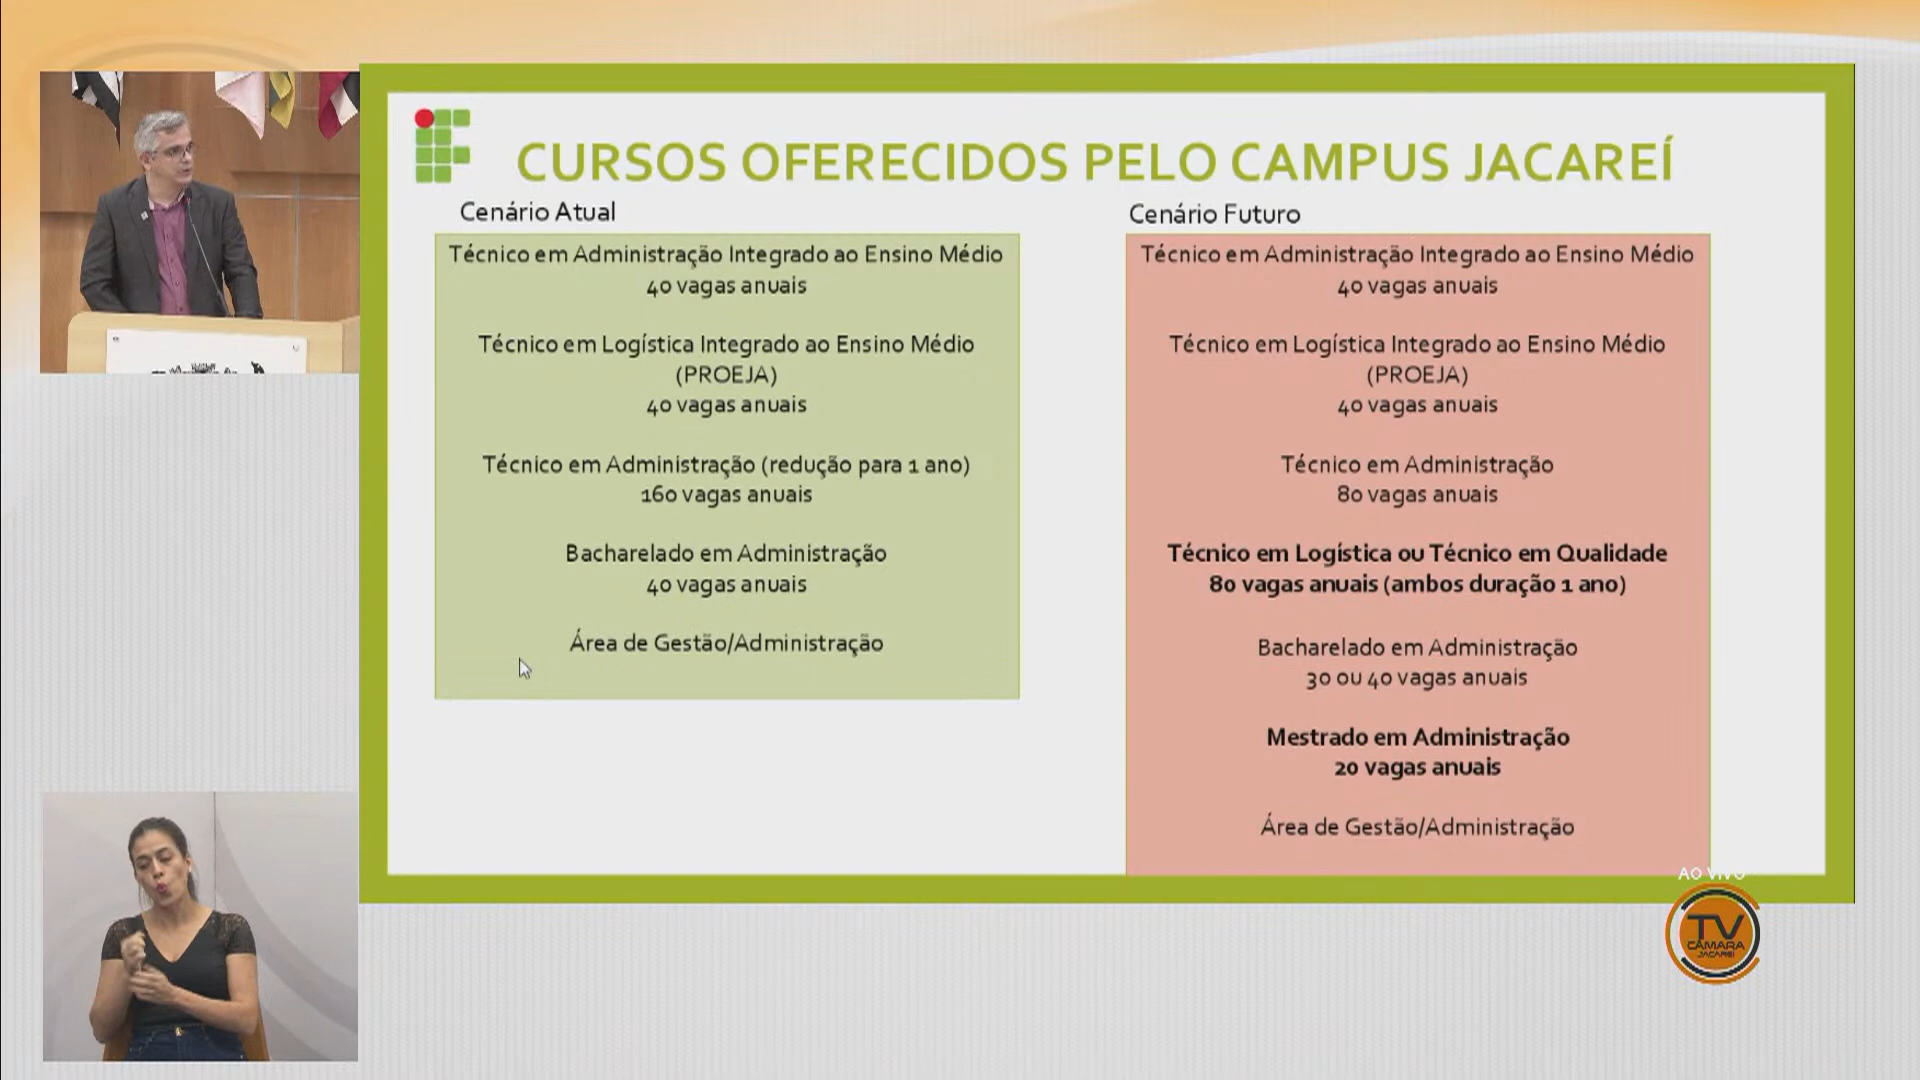 CURSOS OFERECIDOS PELO CAMPUS JACAREÍ
Cenário Atual
Técnico em Administração Integrado ao Ensino Médio
40 vagas anuais
Técnico em Logística Integrado ao Ensino Médio
(PROEJA)
40 vagas anuais
Técnico em Administração (redução para 1 ano)
160 vagas anuais
Bacharelado em Administração
40 vagas anuais
Área de Gestão/Administração
Cenário Futuro
Técnico em Administração Integrado ao Ensino Médio
40 vagas anuais
Técnico em Logística Integrado ao Ensino Médio
(PROEJA)
40 vagas anuais
Técnico em Administração
80 vagas anuais
Técnico em Logística ou Técnico em Qualidade
80 vagas anuais (ambos duração 1 ano)
Bacharelado em Administração
30 ou 40 vagas anuais
Mestrado em Administração
20 vagas anuais
Área de Gestão/Administração
AO VIVO
TV
CÂMARA
JACAREÍ